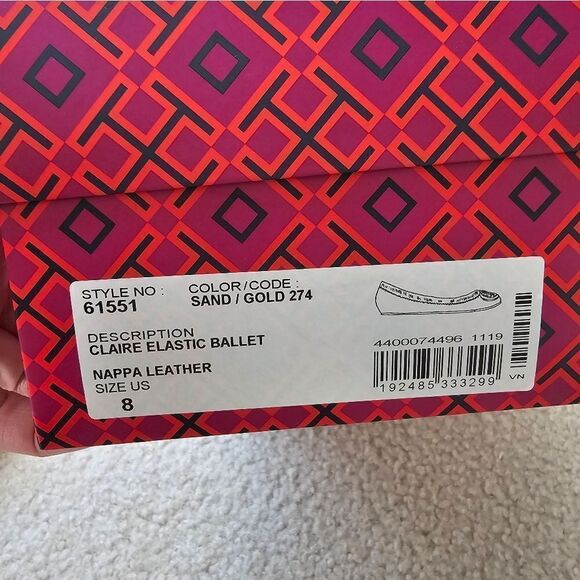 STYLE NO :
61551
COLOR/CODE :
SAND / GOLD 274
DESCRIPTION
CLAIRE ELASTIC BALLET
NAPPA LEATHER
SIZE US
8
4400074496 1119
192485 333299
VN